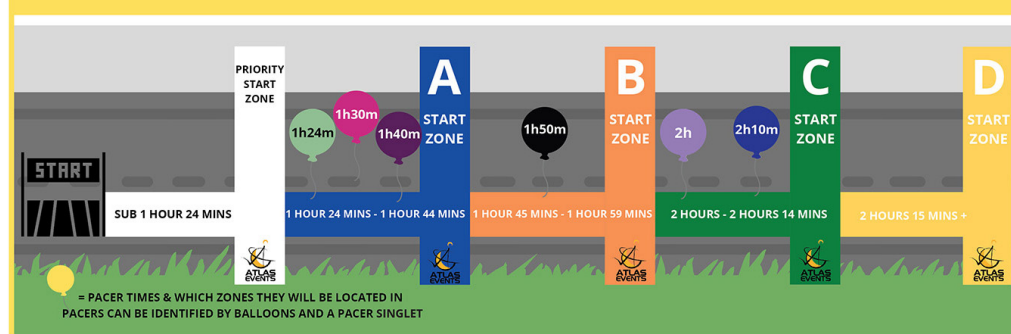 PRIORITY
START
ZONE
A
START
ZONE
B
START
ZONE
C
START
ZONE
D
START
ZONE
1h24m
1h30m
1h40m
1h50m
2h
2h10m
START
SUB 1 HOUR 24 MINS
1 HOUR 24 MINS - 1 HOUR 44 MINS
1 HOUR 45 MINS - 1 HOUR 59 MINS
2 HOURS - 2 HOURS 14 MINS
2 HOURS 15 MINS +
ATLAS
EVENTS
ATLAS
EVENTS
ATLAS
EVENTS
ATLAS
EVENTS
ATLAS
EVENTS
= PACER TIMES & WHICH ZONES THEY WILL BE LOCATED IN
PACERS CAN BE IDENTIFIED BY BALLOONS AND A PACER SINGLET